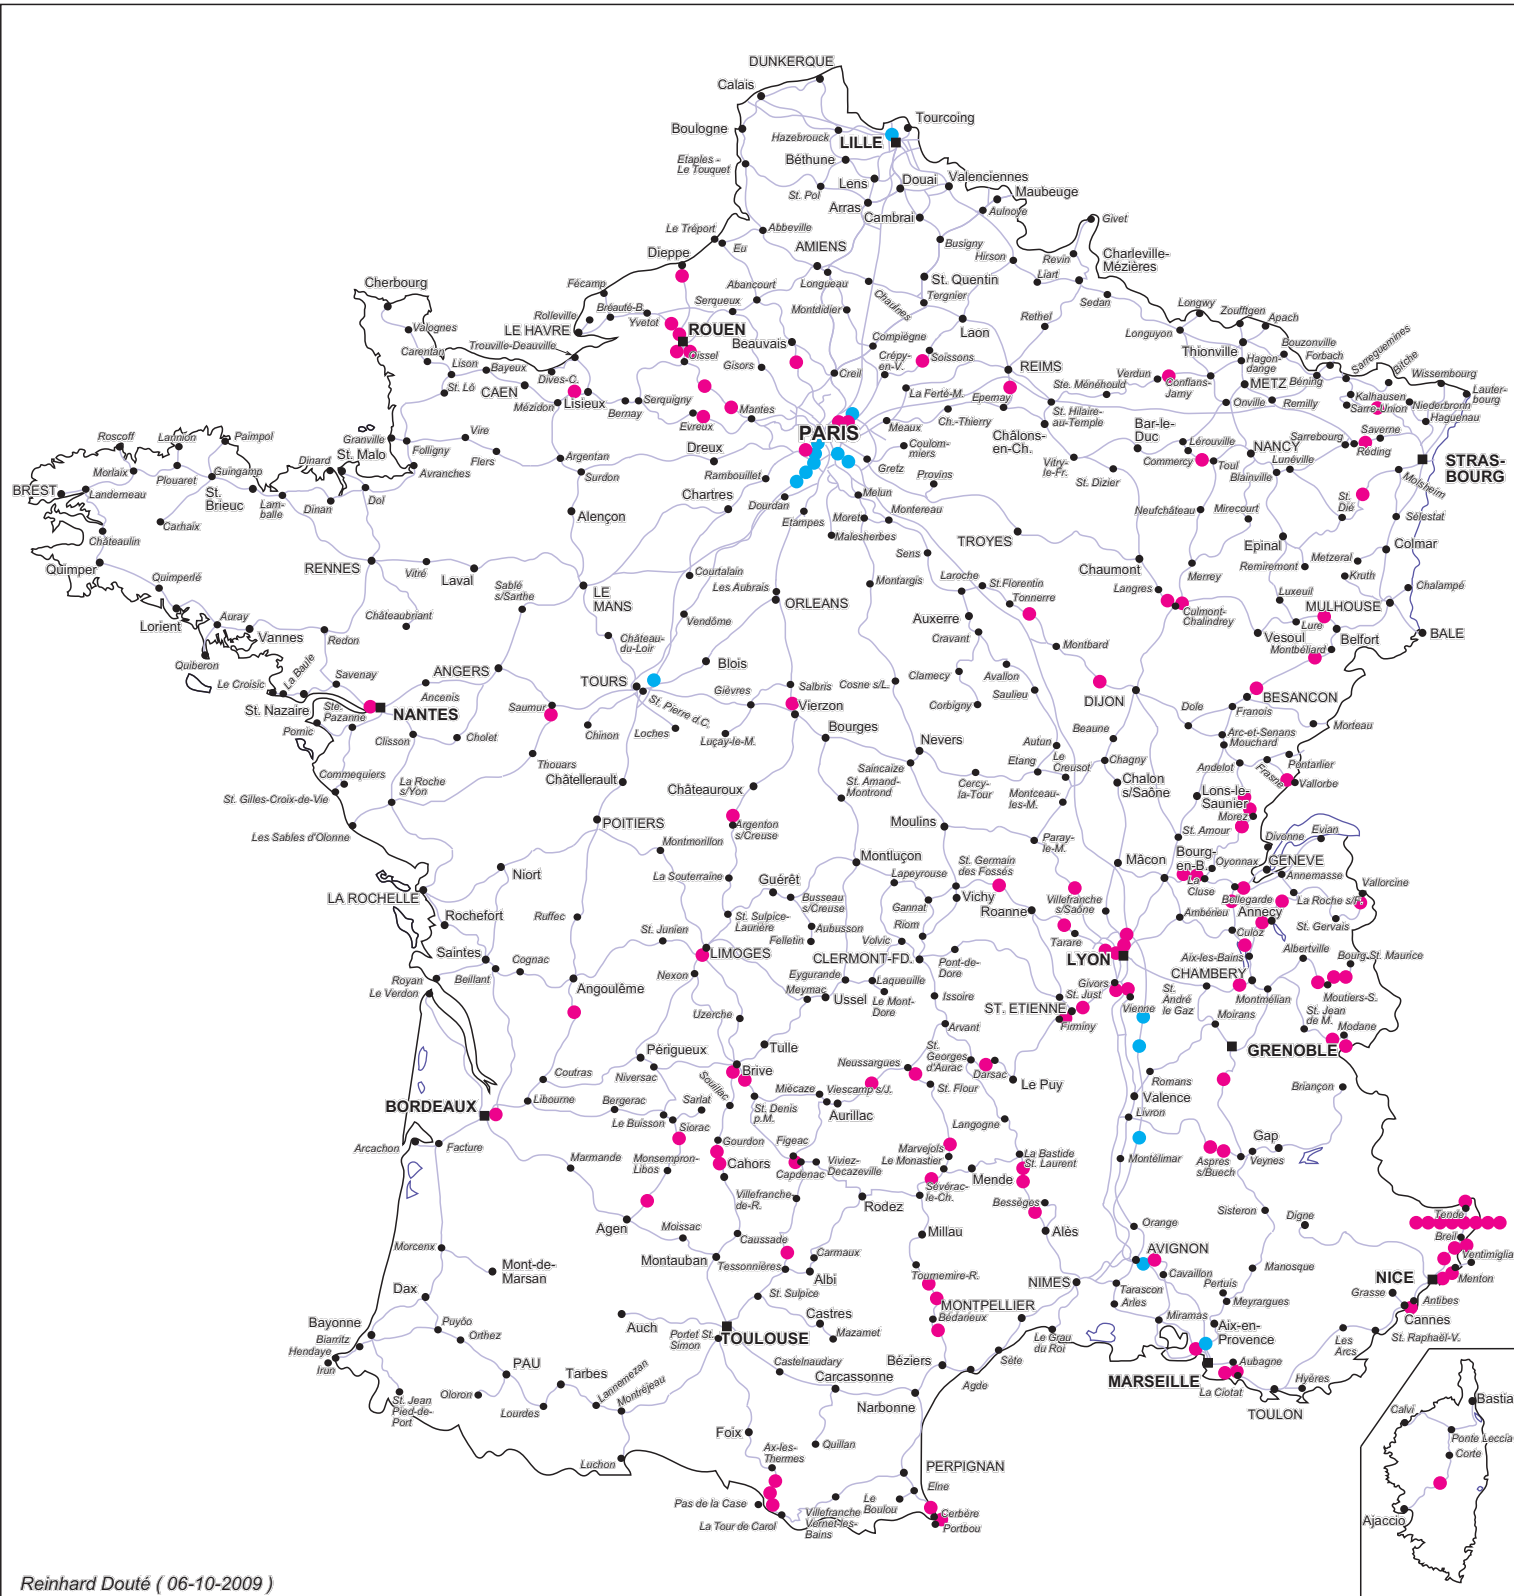 DUNKERQUE
Calais
Tourcoing
Boulogne
Hazebrouck
LILLE
Etaples -
Le Touquet
Béthune
Lens
Douai
Valenciennes
St. Pol
Maubeuge
Arras
Cambrai
Aulnoye
Givet
Le Tréport
Abbeville
Eu
AMIENS
Busigny
Hirson
Revin
Charleville-
Mézières
Dieppe
Liart
Cherbourg
Fécamp
Abancourt
Longueau
Chaulnes
St. Quentin
Tergnier
Sedan
Longwy
Zoufftgen
Apach
Rolleville
Bréauté-B.
Serqueux
Montdidier
Yvetot
ROUEN
Laon
Rethel
Longuyon
Bouzonville
Valognes
LE HAVRE
Beauvais
Compiègne
Thionville
Forbach
Sarreguemines
Bitche
Trouville-Deauville
Carentan
Oissel
Gisors
Crépy-
en-V.
Soissons
REIMS
Verdun
Hagon-
dange
Wissembourg
Lison
Bayeux
Dives-C.
Creil
Ste. Ménéhould
Conflans-
Jamy
METZ
Béning
Lauter-
bourg
St. Lô
CAEN
La Ferté-M.
Epernay
Kalhausen
Mézidon
Lisieux
Serquigny
Mantes
Onville
Remilly
Sarre-Union
Niederbronn
Bernay
Evreux
Ch.-Thierry
St. Hilaire-
au-Temple
Haguenau
PARIS
Meaux
Châlons-
en-Ch.
Bar-le-
Duc
Lérouville
Sarrebourg
Saverne
Roscoff
Lannion
Paimpol
Granville
Vire
Folligny
Dreux
Coulom-
miers
Commercy
Toul
NANCY
Réding
STRAS-
BOURG
Dinard
St. Malo
Flers
Argentan
Gretz
Vitry-
le-Fr.
Lunéville
Morlaix
Guingamp
Avranches
Surdon
Rambouillet
Provins
St. Dizier
Blainville
Molsheim
BREST
Landerneau
Plouaret
St.
Brieuc
Lam-
balle
Dinan
Dol
Chartres
Dourdan
Melun
Neufchâteau
Mirecourt
St.
Dié
Carhaix
Alençon
Etampes
Moret
Montereau
Sélestat
Châteaulin
Malesherbes
TROYES
Epinal
Colmar
Quimper
RENNES
Vitré
Laval
Courtalain
Sens
Chaumont
Merrey
Remiremont
Metzeral
Kruth
Quimperlé
Sablé
s/Sarthe
LE
MANS
Les Aubrais
Montargis
Laroche
St.Florentin
Langres
Luxeuil
Chalampé
Châteaubriant
ORLEANS
Tonnerre
Culmont-
Chalindrey
MULHOUSE
Lorient
Auray
Vannes
Redon
Vendôme
Auxerre
Lure
Château-
du-Loir
Cravant
Montbard
Vesoul
Montbéliard
Belfort
BALE
Quiberon
La Baule
Savenay
ANGERS
Blois
Clamecy
Avallon
Le Croisic
Ancenis
TOURS
Gièvres
Salbris
Cosne s/L.
Saulieu
DIJON
BESANCON
St. Nazaire
Ste.
Pazanne
NANTES
Saumur
St. Pierre d.C.
Vierzon
Corbigny
Dole
Franois
Morteau
Pornic
Clisson
Cholet
Chinon
Loches
Luçay-le-M.
Bourges
Nevers
Autun
Beaune
Arc-et-Senans
Mouchard
Thouars
Saincaize
Etang
Le
Creusot
Chagny
Andelot
Frasne
Pontarlier
Commequiers
La Roche
s/Yon
Châtellerault
Châteauroux
St. Amand-
Montrond
Cercy-
la-Tour
Montceau-
les-M.
Chalon
s/Saône
Lons-le-
Saunier
Vallorbe
St. Gilles-Croix-de-Vie
Morez
Les Sables d'Olonne
POITIERS
Argenton
s/Creuse
Moulins
Paray-
le-M.
St. Amour
Divonne
Evian
Montmorillon
Montluçon
St. Germain
des Fossés
Mâcon
Bourg-
en-B.
Oyonnax
GENEVE
Niort
La Souterraine
Guéret
Lapeyrouse
La
Cluse
Annemasse
Vallorcine
LA ROCHELLE
Busseau
s/Creuse
Gannat
Vichy
Villefranche
s/Saône
Bellegarde
La Roche s/F.
Rochefort
Ruffec
St. Sulpice-
Laurière
Roanne
Ambérieu
Annecy
St. Gervais
St. Junien
Felletin
Aubusson
Riom
Volvic
Tarare
Culoz
Saintes
Cognac
LIMOGES
CLERMONT-FD.
Pont-de-
Dore
LYON
Aix-les-Bains
Albertville
Bourg St. Maurice
Royan
Beillant
Nexon
Eygurande
Laqueuille
CHAMBERY
Le Verdon
Angoulême
Meymac
Ussel
Le Mont-
Dore
Issoire
Givors
St. Just
St.
André
le Gaz
Montmélian
Moutiers-S.
Uzerche
ST. ETIENNE
Vienne
Moirans
St. Jean
de M.
Firminy
Arvant
Modane
Périgueux
Tulle
St.
Georges
d'Aurac
GRENOBLE
Neussargues
Niversac
Brive
Darsac
Coutras
Souillac
Miécaze
Viescamp s/J.
St. Flour
Le Puy
Romans
Valence
Briançon
BORDEAUX
Libourne
Bergerac
Sarlat
St. Denis
p.M.
Aurillac
Livron
Le Buisson
Siorac
Langogne
Arcachon
Facture
Gourdon
Figeac
Marvejols
Gap
Marmande
Monsempron-
Libos
Cahors
Capdenac
Viviez-
Decazeville
Le Monastier
La Bastide
St. Laurent
Montélimar
Aspres
s/Buech
Veynes
Villefranche
de-R.
Sévérac-
le-Ch.
Mende
Rodez
Bessèges
Tende
Agen
Moissac
Caussade
Millau
Alès
Orange
Sisteron
Digne
Breil
Morcenx
Montauban
Tessonnières
Carmaux
AVIGNON
Ventimiglia
Mont-de-
Marsan
Albi
Tournemire-R.
NIMES
Cavaillon
Manosque
NICE
Menton
Dax
St. Sulpice
Tarascon
Pertuis
Grasse
Arles
Meyrargues
Antibes
Auch
Castres
MONTPELLIER
Bédarieux
Miramas
Cannes
Bayonne
Puyôo
Orthez
Portet St.
Simon
TOULOUSE
Mazamet
Le Grau
du Roi
Aix-en-
Provence
Les
Arcs
St. Raphaël-V.
Biarritz
Hendaye
Irun
PAU
Tarbes
Lannemezan
Castelnaudary
Béziers
Sète
Aubagne
Carcassonne
Agde
MARSEILLE
St. Jean
Pied-de-
Port
Oloron
Lourdes
Montréjeau
Narbonne
La Ciotat
Hyères
TOULON
Bastia
Calvi
Foix
Quillan
Ponte Leccia
Ax-les-
Thermes
Corte
Luchon
PERPIGNAN
Pas de la Case
Elne
Villefranche
Vernet-les-
Bains
Le
Boulou
Cerbère
Portbou
La Tour de Carol
Ajaccio
Reinhard Douté ( 06-10-2009 )